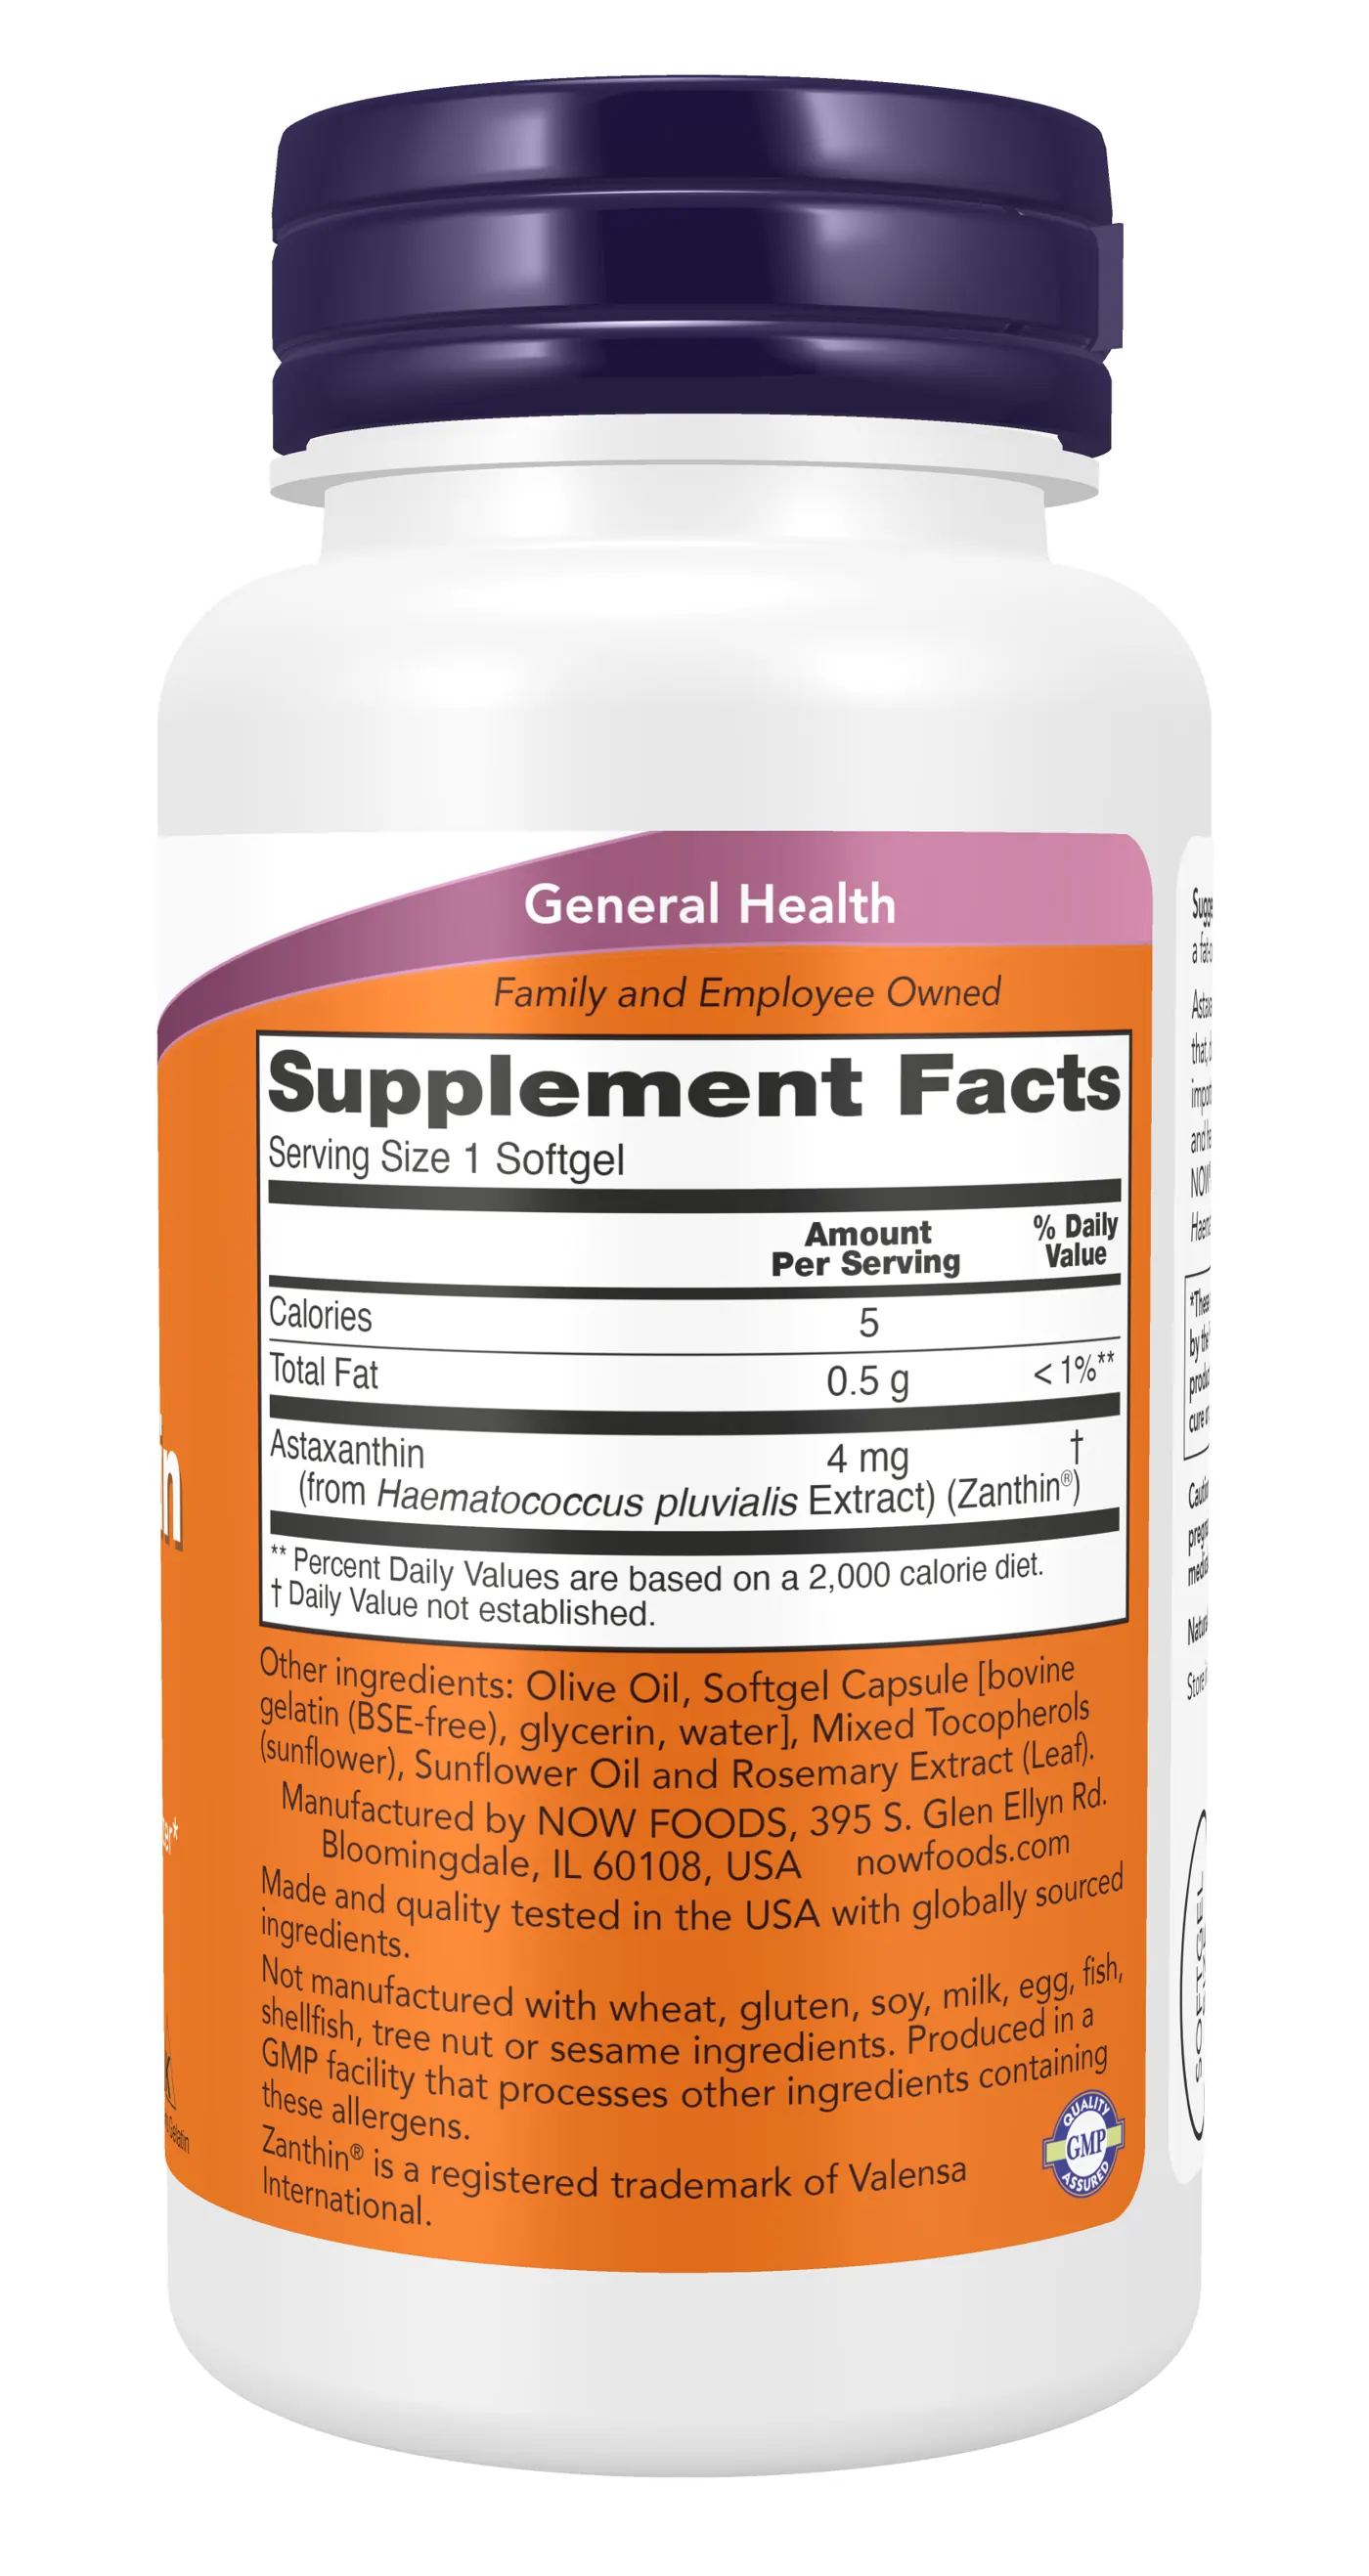 General Health
Family and Employee Owned
Supplement Facts
Serving Size 1 Softgel
Amount Per Serving
% Daily Value
Calories 5
Total Fat 0.5 g < 1%**
Astaxanthin 4 mg †
(from Haematococcus pluvialis Extract) (Zanthin®)
** Percent Daily Values are based on a 2,000 calorie diet.
† Daily Value not established.
Other ingredients: Olive Oil, Softgel Capsule [bovine
gelatin (BSE-free), glycerin, water], Mixed Tocopherols
(sunflower), Sunflower Oil and Rosemary Extract (Leaf).
Manufactured by NOW FOODS, 395 S. Glen Ellyn Rd.
Bloomingdale, IL 60108, USA nowfoods.com
Made and quality tested in the USA with globally sourced
ingredients.
Not manufactured with wheat, gluten, soy, milk, egg, fish,
shellfish, tree nut or sesame ingredients. Produced in a
GMP facility that processes other ingredients containing
these allergens.
Zanthin® is a registered trademark of Valensa
International.
QUALITY
GMP
ASSURED